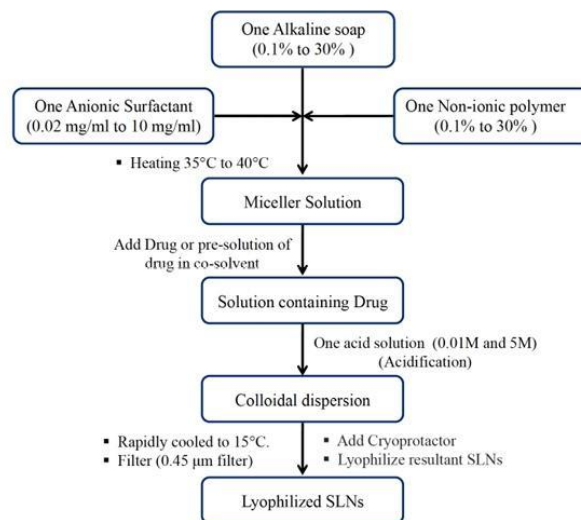 One Alkaline soap
(0.1% to 30% )
One Anionic Surfactant
(0.02 mg/ml to 10 mg/ml)
One Non-ionic polymer
(0.1% to 30% )
▪ Heating 35°C to 40°C
Miceller Solution
Add Drug or pre-solution of
drug in co-solvent
Solution containing Drug
One acid solution (0.01M and 5M)
(Acidification)
Colloidal dispersion
▪ Rapidly cooled to 15°C.
▪ Filter (0.45 µm filter)
▪ Add Cryoprotactor
▪ Lyophilize resultant SLNs
Lyophilized SLNs